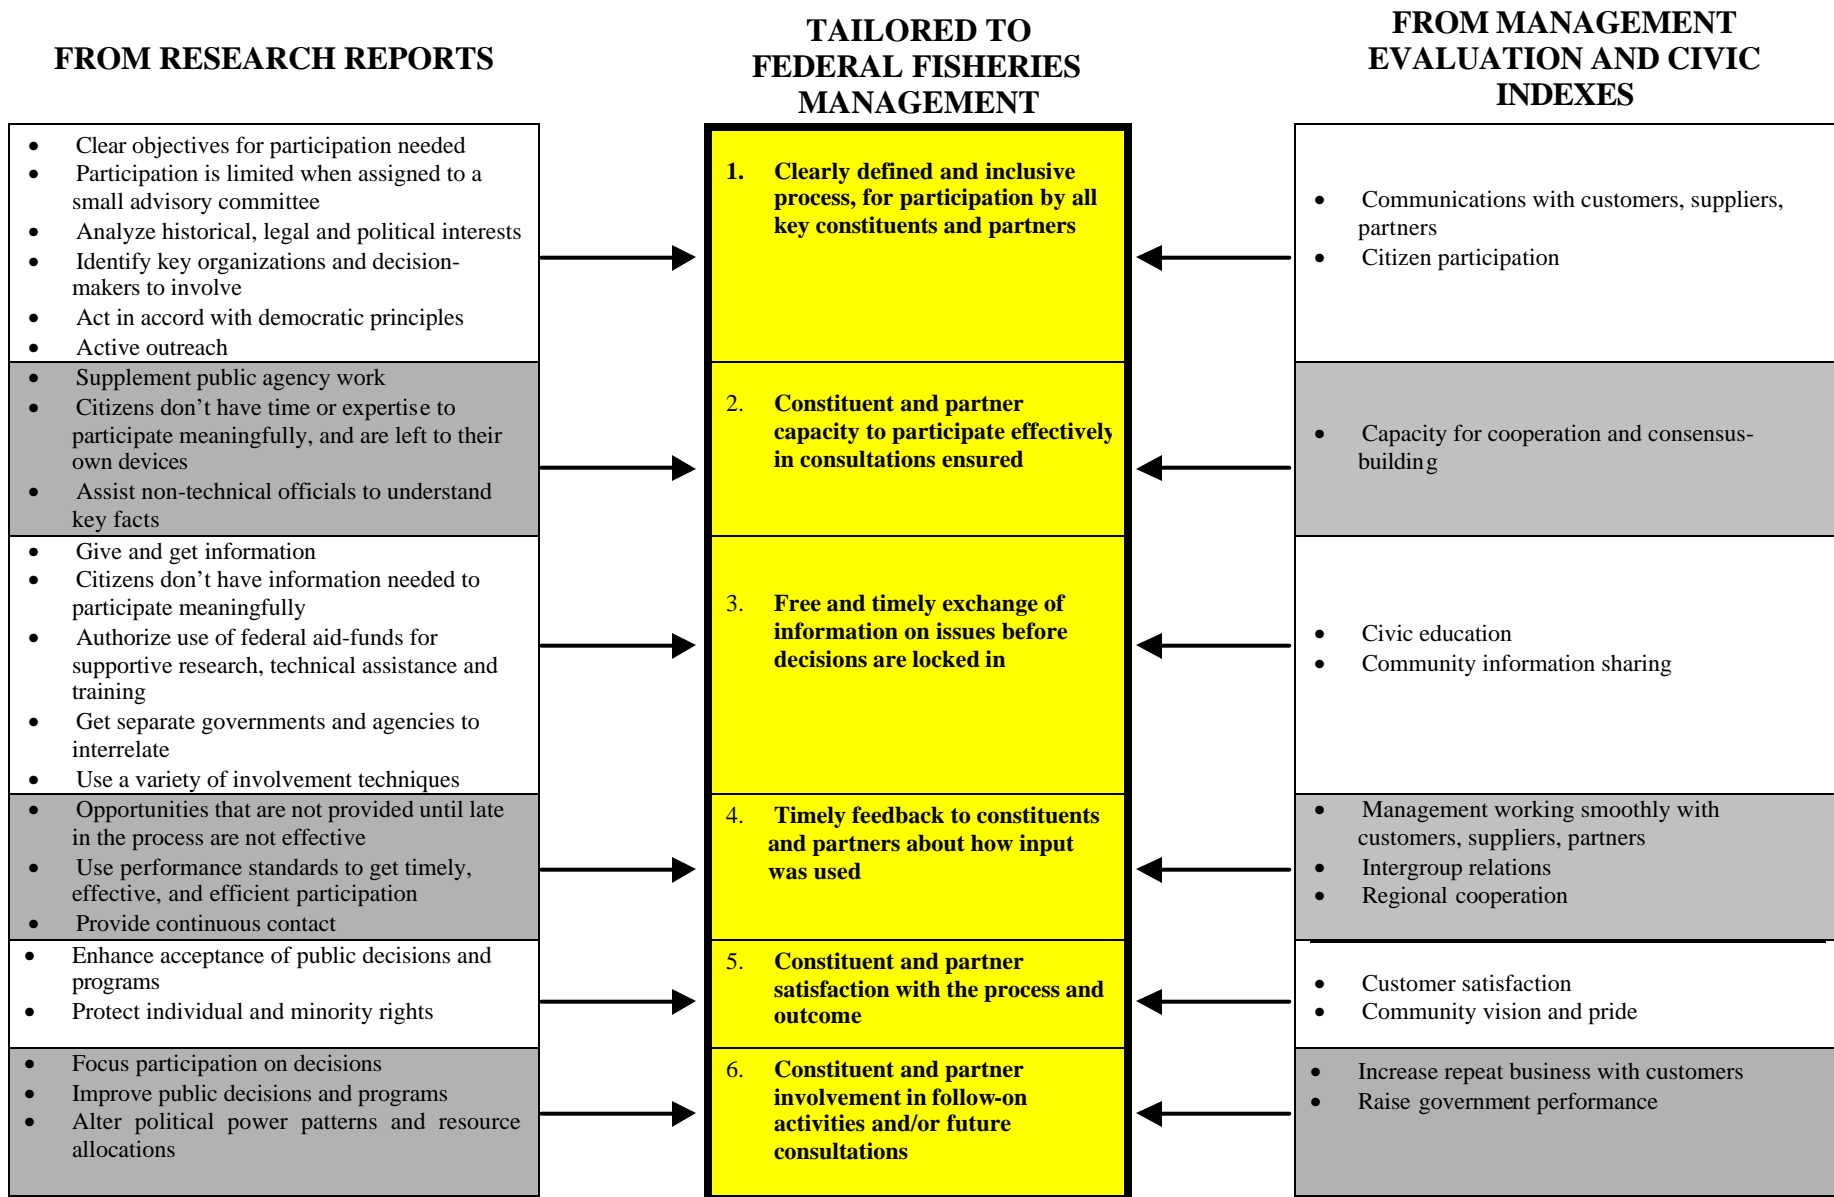 FROM RESEARCH REPORTS
TAILORED TO
FEDERAL FISHERIES
MANAGEMENT
FROM MANAGEMENT
EVALUATION AND CIVIC
INDEXES
• Clear objectives for participation needed
• Participation is limited when assigned to a
small advisory committee
• Analyze historical, legal and political interests
• Identify key organizations and decision-
makers to involve
• Act in accord with democratic principles
• Active outreach
1. Clearly defined and inclusive
process, for participation by all
key constituents and partners
• Communications with customers, suppliers,
partners
• Citizen participation
• Supplement public agency work
• Citizens don’t have time or expertise to
participate meaningfully, and are left to their
own devices
• Assist non-technical officials to understand
key facts
2. Constituent and partner
capacity to participate effectively
in consultations ensured
• Capacity for cooperation and consensus-
building
• Give and get information
• Citizens don’t have information needed to
participate meaningfully
• Authorize use of federal aid-funds for
supportive research, technical assistance and
training
• Get separate governments and agencies to
interrelate
• Use a variety of involvement techniques
3. Free and timely exchange of
information on issues before
decisions are locked in
• Civic education
• Community information sharing
• Opportunities that are not provided until late
in the process are not effective
• Use performance standards to get timely,
effective, and efficient participation
• Provide continuous contact
4. Timely feedback to constituents
and partners about how input
was used
• Management working smoothly with
customers, suppliers, partners
• Intergroup relations
• Regional cooperation
• Enhance acceptance of public decisions and
programs
• Protect individual and minority rights
5. Constituent and partner
satisfaction with the process and
outcome
• Customer satisfaction
• Community vision and pride
• Focus participation on decisions
• Improve public decisions and programs
• Alter political power patterns and resource
allocations
6. Constituent and partner
involvement in follow-on
activities and/or future
consultations
• Increase repeat business with customers
• Raise government performance